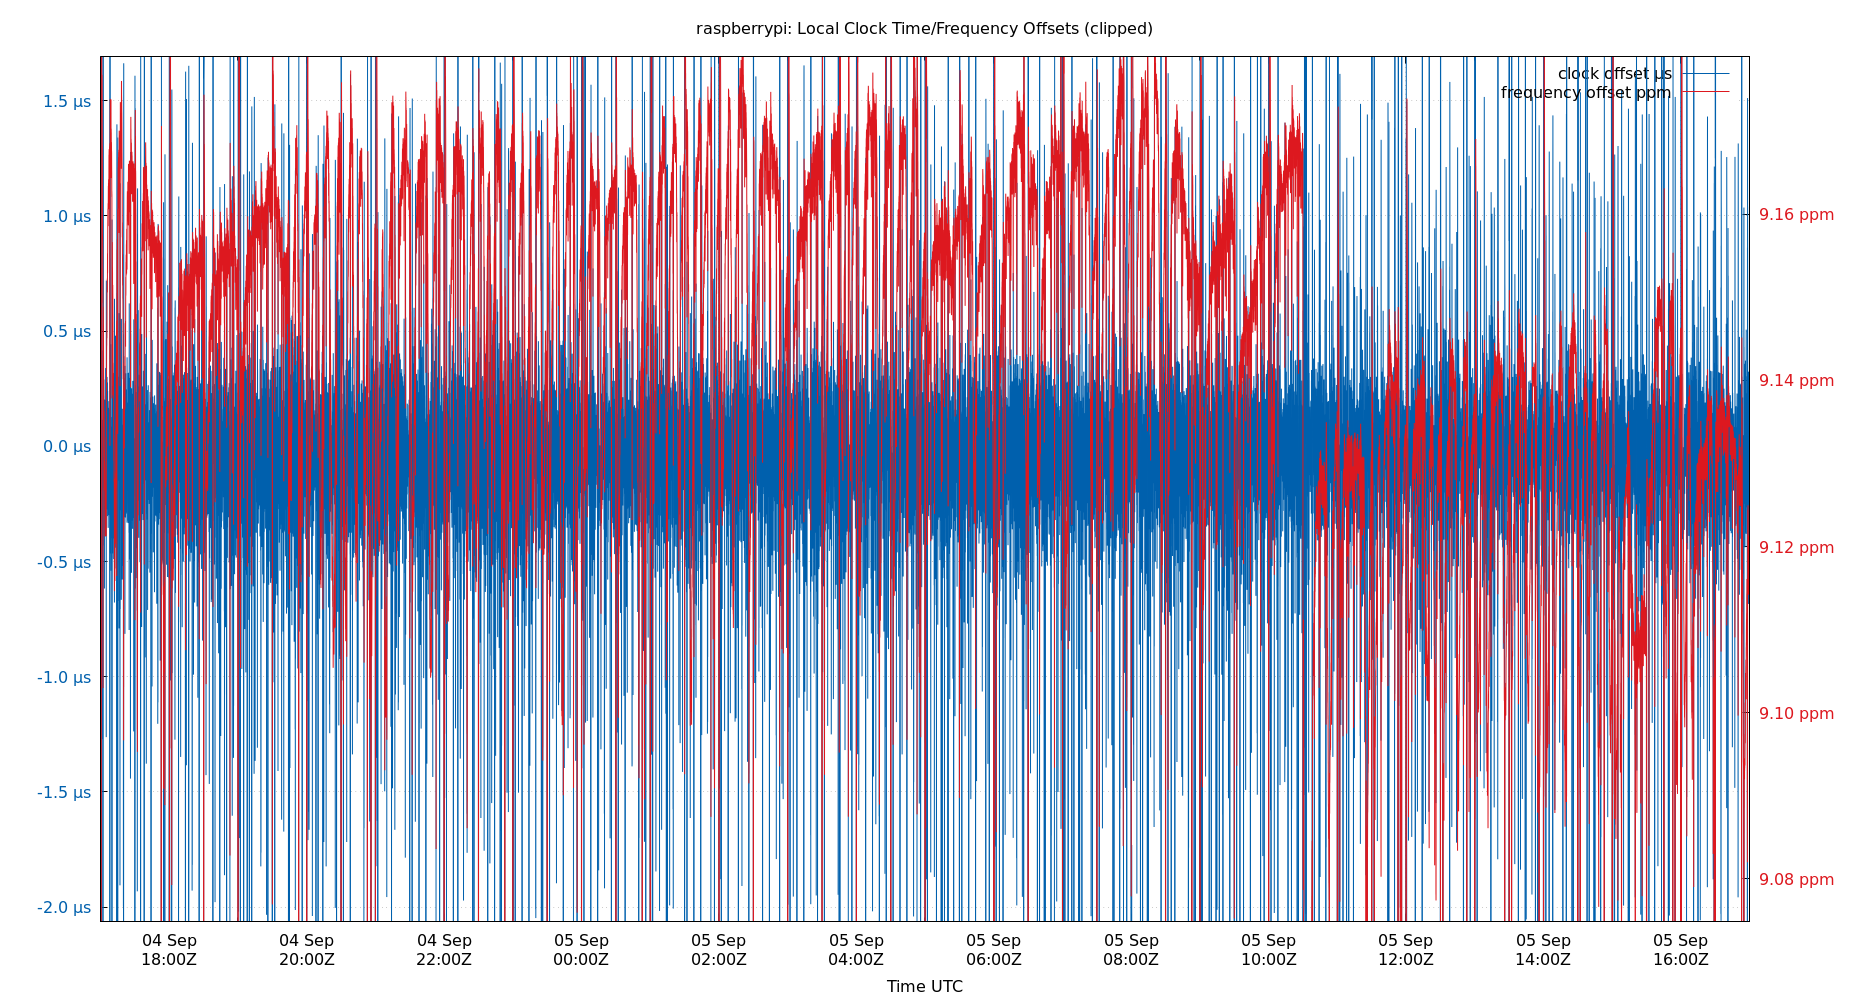 raspberrypi: Local Clock Time/Frequency Offsets (clipped)
clock offset µs
frequency offset ppm
1.5 µs
1.0 µs
0.5 µs
0.0 µs
-0.5 µs
-1.0 µs
-1.5 µs
-2.0 µs
9.16 ppm
9.14 ppm
9.12 ppm
9.10 ppm
9.08 ppm
04 Sep 04 Sep 04 Sep 05 Sep 05 Sep 05 Sep 05 Sep 05 Sep 05 Sep 05 Sep 05 Sep 05 Sep
18:00Z 20:00Z 22:00Z 00:00Z 02:00Z 04:00Z 06:00Z 08:00Z 10:00Z 12:00Z 14:00Z 16:00Z
Time UTC